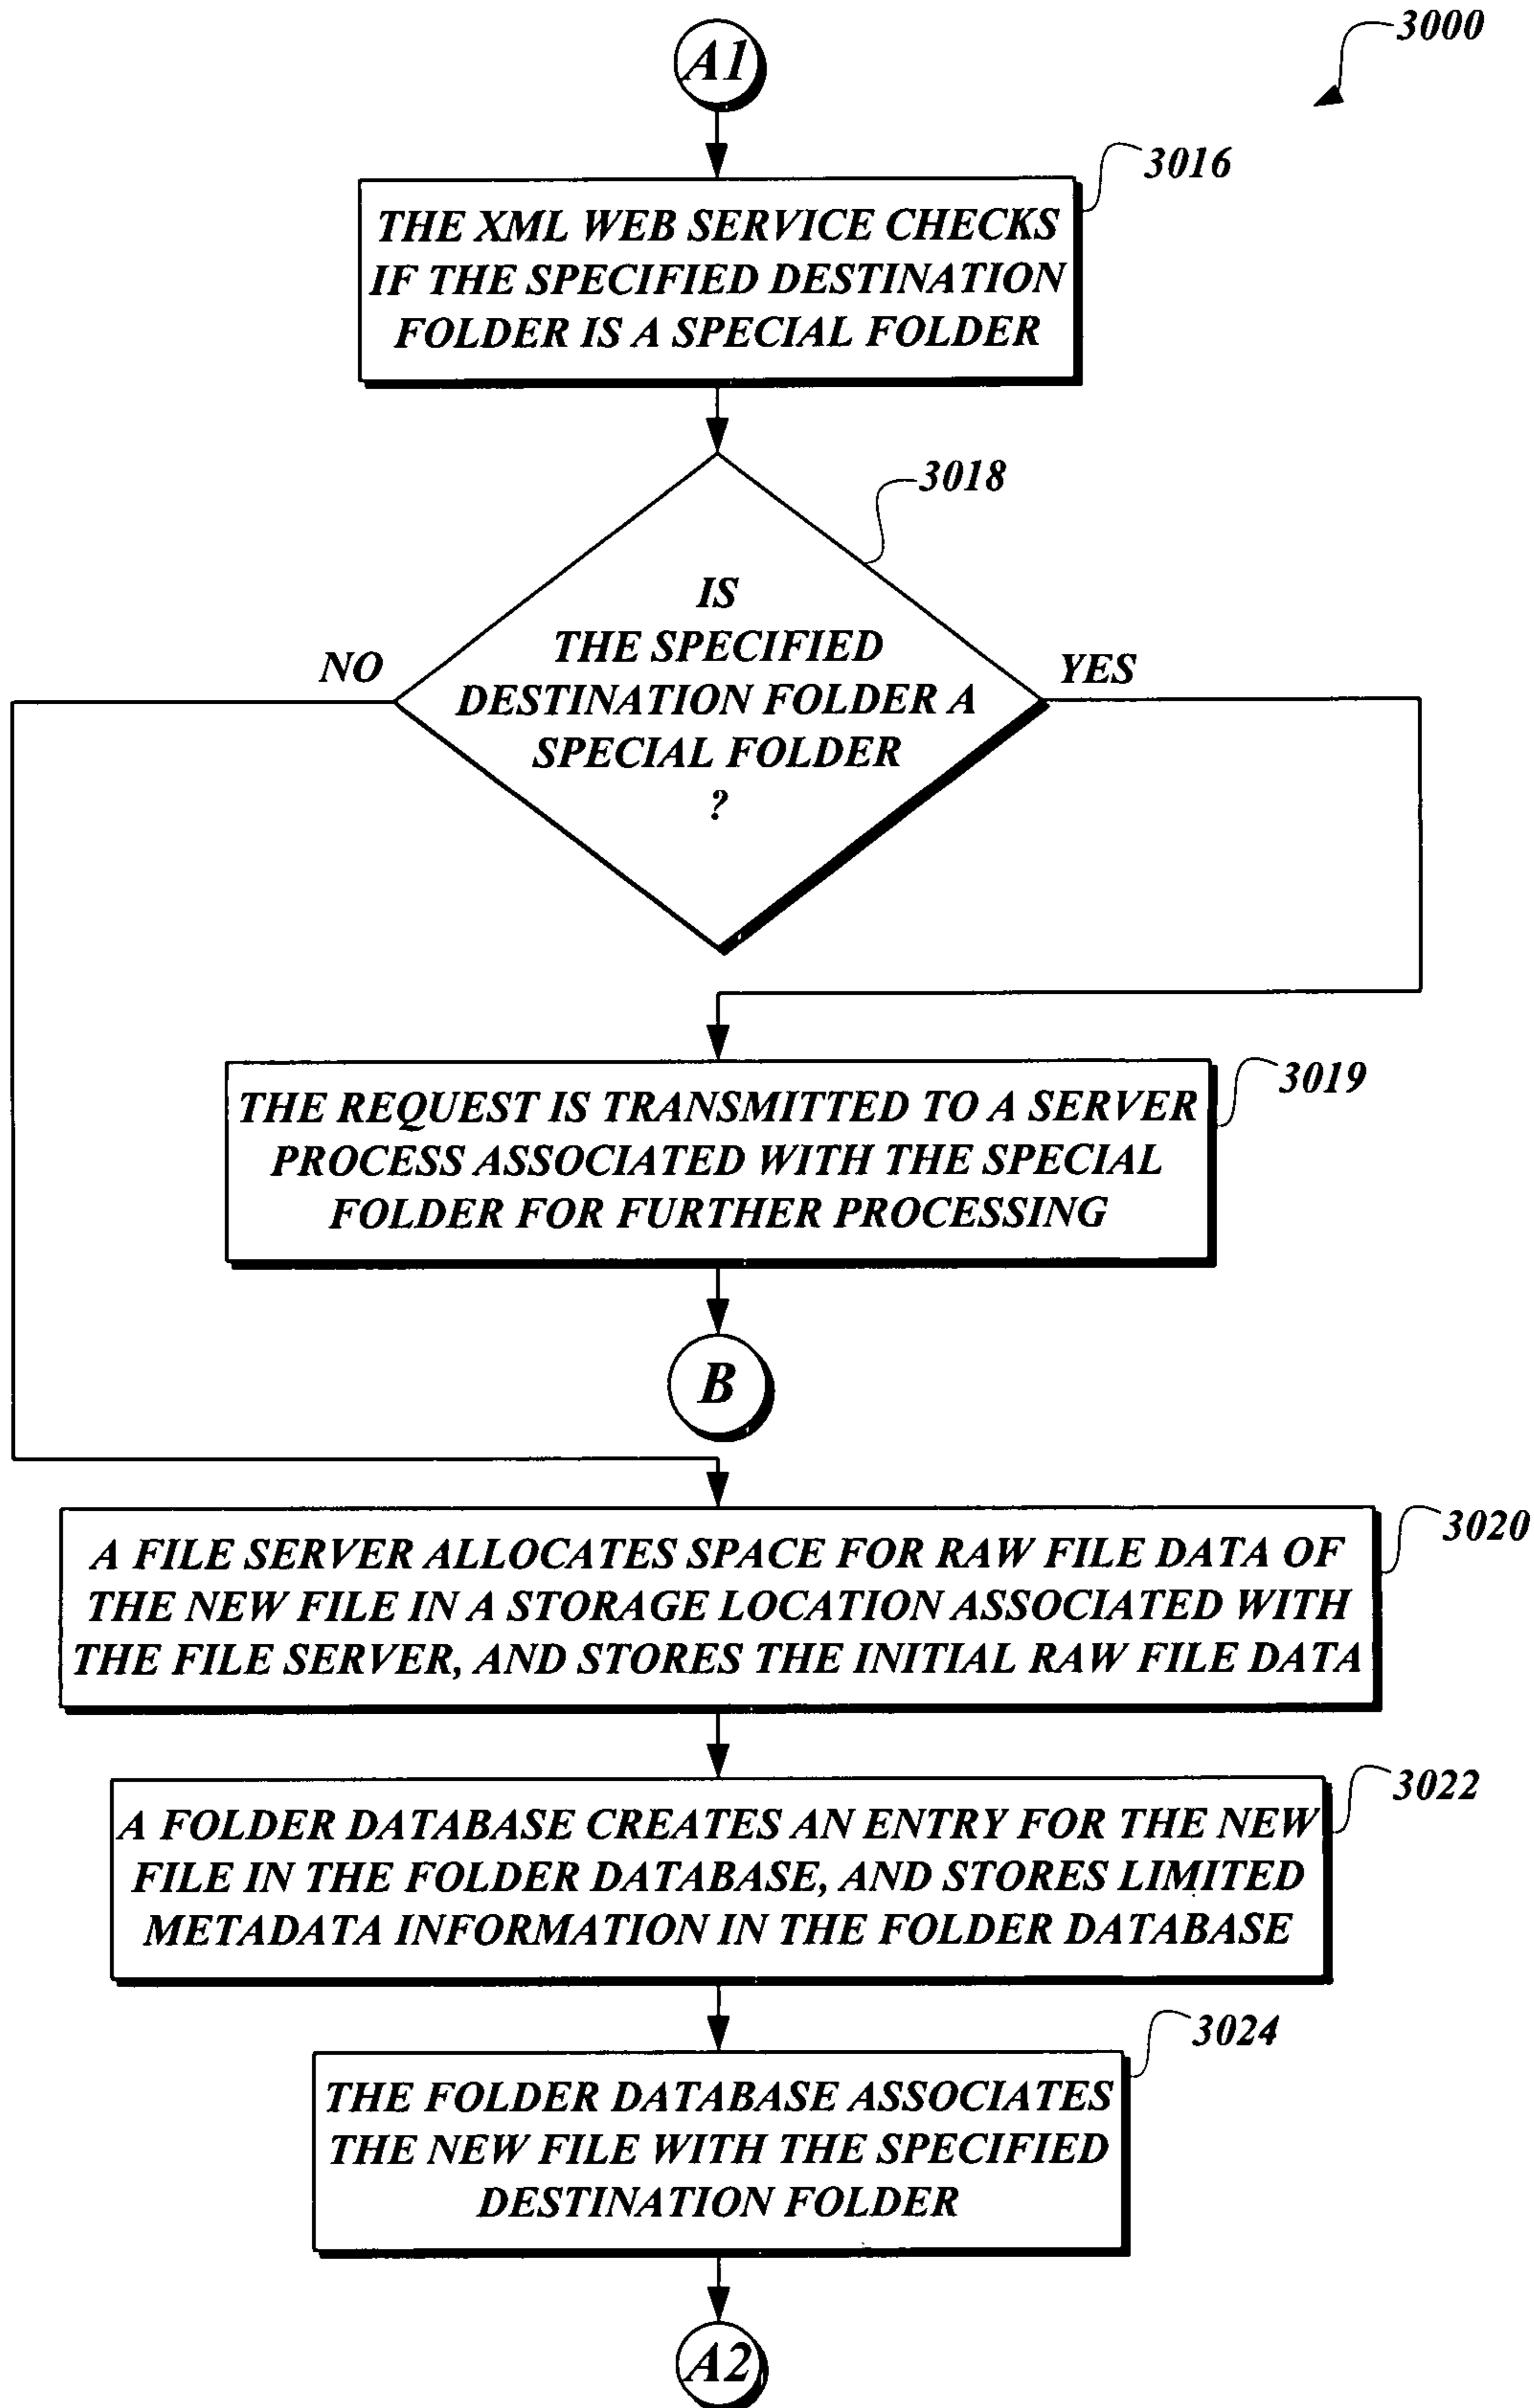 3000
A1
3016
THE XML WEB SERVICE CHECKS
IF THE SPECIFIED DESTINATION
FOLDER IS A SPECIAL FOLDER
3018
IS
THE SPECIFIED
DESTINATION FOLDER A
SPECIAL FOLDER
?
NO
YES
3019
THE REQUEST IS TRANSMITTED TO A SERVER
PROCESS ASSOCIATED WITH THE SPECIAL
FOLDER FOR FURTHER PROCESSING
B
3020
A FILE SERVER ALLOCATES SPACE FOR RAW FILE DATA OF
THE NEW FILE IN A STORAGE LOCATION ASSOCIATED WITH
THE FILE SERVER, AND STORES THE INITIAL RAW FILE DATA
3022
A FOLDER DATABASE CREATES AN ENTRY FOR THE NEW
FILE IN THE FOLDER DATABASE, AND STORES LIMITED
METADATA INFORMATION IN THE FOLDER DATABASE
3024
THE FOLDER DATABASE ASSOCIATES
THE NEW FILE WITH THE SPECIFIED
DESTINATION FOLDER
A2